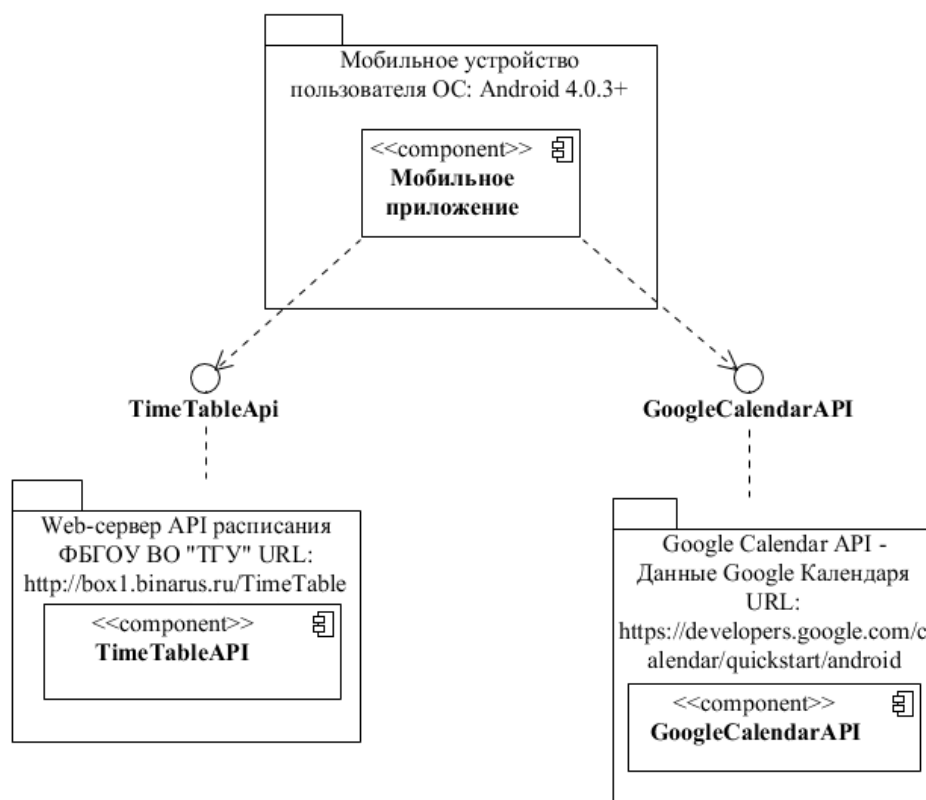 Мобильное устройство
пользователя ОС: Android 4.0.3+
<<component>>
Мобильное
приложение
TimeTableApi
GoogleCalendarAPI
Web-сервер API расписания
ФБГОУ ВО "ТГУ" URL:
http://box1.binarus.ru/TimeTable
<<component>>
TimeTableAPI
Google Calendar API -
Данные Google Календаря
URL:
https://developers.google.com/c
alendar/quickstart/android
<<component>>
GoogleCalendarAPI